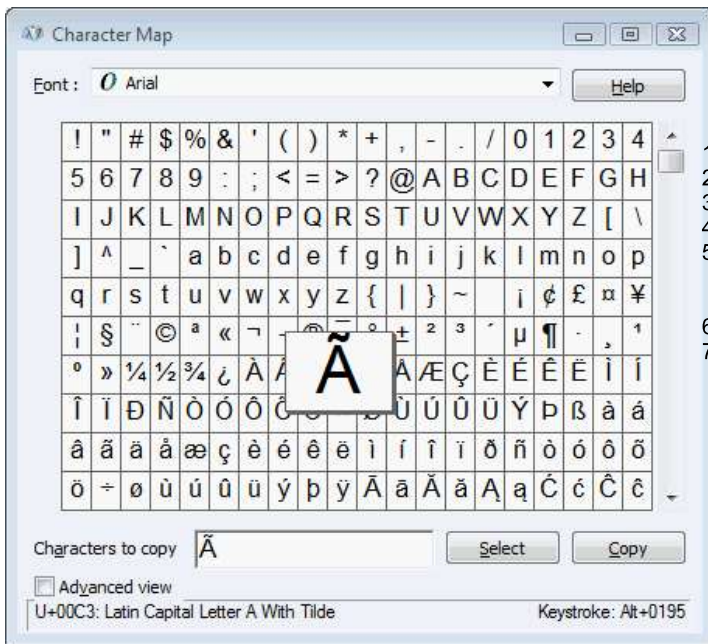 Character Map
Font : O Arial Help
! " # $ % & ' ( ) * + , - . / 0 1 2 3 4
5 6 7 8 9 : ; < = > ? @ A B C D E F G H
I J K L M N O P Q R S T U V W X Y Z [ \
] ^ _ ` a b c d e f g h i j k l m n o p
q r s t u v w x y z { | } ~ ¡ ¢ £ ¤ ¥
¦ § ¨ © ª « ¬ - ® ¯ ° ± ² ³ ´ µ ¶ · ¸ ¹
º » ¼ ½ ¾ ¿ À Ã Å Æ Ç È É Ê Ë Ì Í
Î Ï Ð Ñ Ò Ó Ô Ù Ú Û Ü Ý Þ ß à á
â ã ä å æ ç è é ê ë ì í î ï ð ñ ò ó ô õ
ö ÷ ø ù ú û ü ý þ ÿ Ā ā Ă ă Ą ą Ć ć Ĉ ĉ
Characters to copy Ã Select Copy
Advanced view
U+00C3: Latin Capital Letter A With Tilde Keystroke: Alt+0195